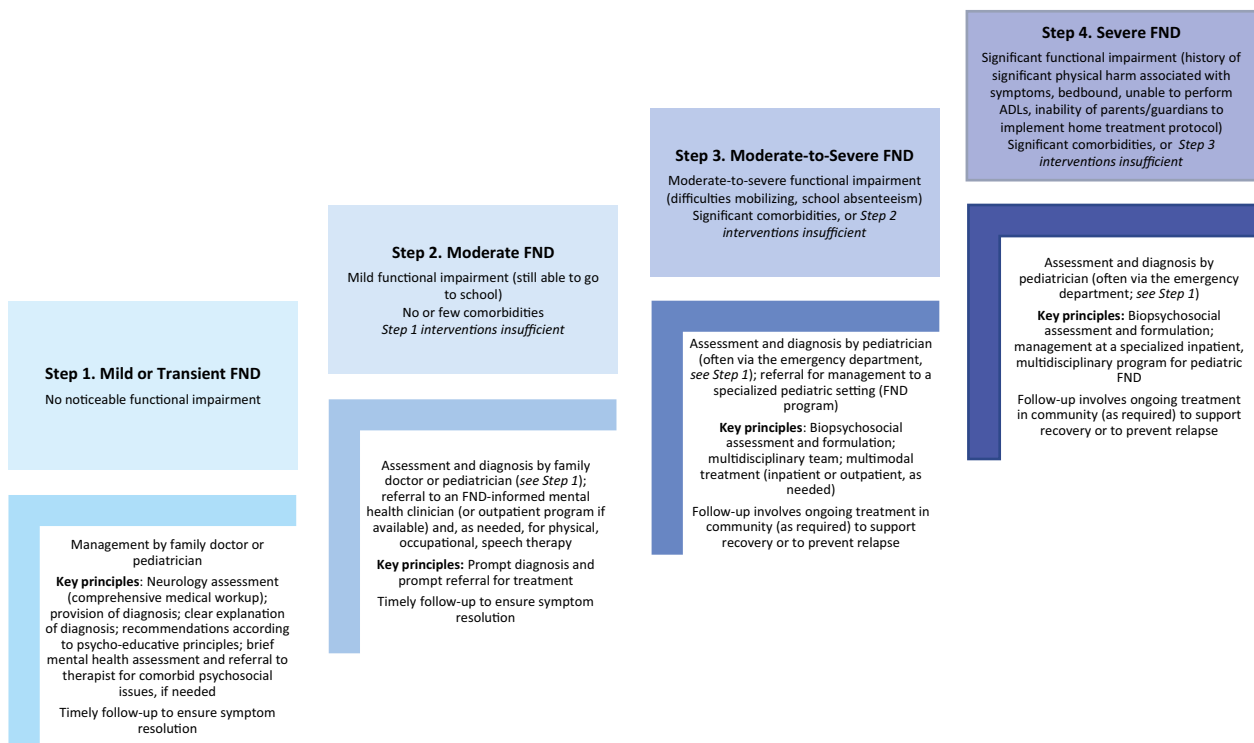 Step 1. Mild or Transient FND
No noticeable functional impairment
Management by family doctor or
pediatrician
Key principles: Neurology assessment
(comprehensive medical workup);
provision of diagnosis; clear explanation
of diagnosis; recommendations according
to psycho-educative principles; brief
mental health assessment and referral to
therapist for comorbid psychosocial
issues, if needed
Timely follow-up to ensure symptom
resolution
Step 2. Moderate FND
Mild functional impairment (still able to go
to school)
No or few comorbidities
Step 1 interventions insufficient
Assessment and diagnosis by family
doctor or pediatrician (see Step 1);
referral to an FND-informed mental
health clinician (or outpatient program if
available) and, as needed, for physical,
occupational, speech therapy
Key principles: Prompt diagnosis and
prompt referral for treatment
Timely follow-up to ensure symptom
resolution
Step 3. Moderate-to-Severe FND
Moderate-to-severe functional impairment
(difficulties mobilizing, school absenteeism)
Significant comorbidities, or Step 2
interventions insufficient
Assessment and diagnosis by pediatrician
(often via the emergency department,
see Step 1); referral for management to a
specialized pediatric setting (FND
program)
Key principles: Biopsychosocial
assessment and formulation;
multidisciplinary team; multimodal
treatment (inpatient or outpatient, as
needed)
Follow-up involves ongoing treatment in
community (as required) to support
recovery or to prevent relapse
Step 4. Severe FND
Significant functional impairment (history of
significant physical harm associated with
symptoms, bedbound, unable to perform
ADLs, inability of parents/guardians to
implement home treatment protocol)
Significant comorbidities, or Step 3
interventions insufficient
Assessment and diagnosis by
pediatrician (often via the emergency
department; see Step 1)
Key principles: Biopsychosocial
assessment and formulation;
management at a specialized inpatient,
multidisciplinary program for pediatric
FND
Follow-up involves ongoing treatment
in community (as required) to support
recovery or to prevent relapse